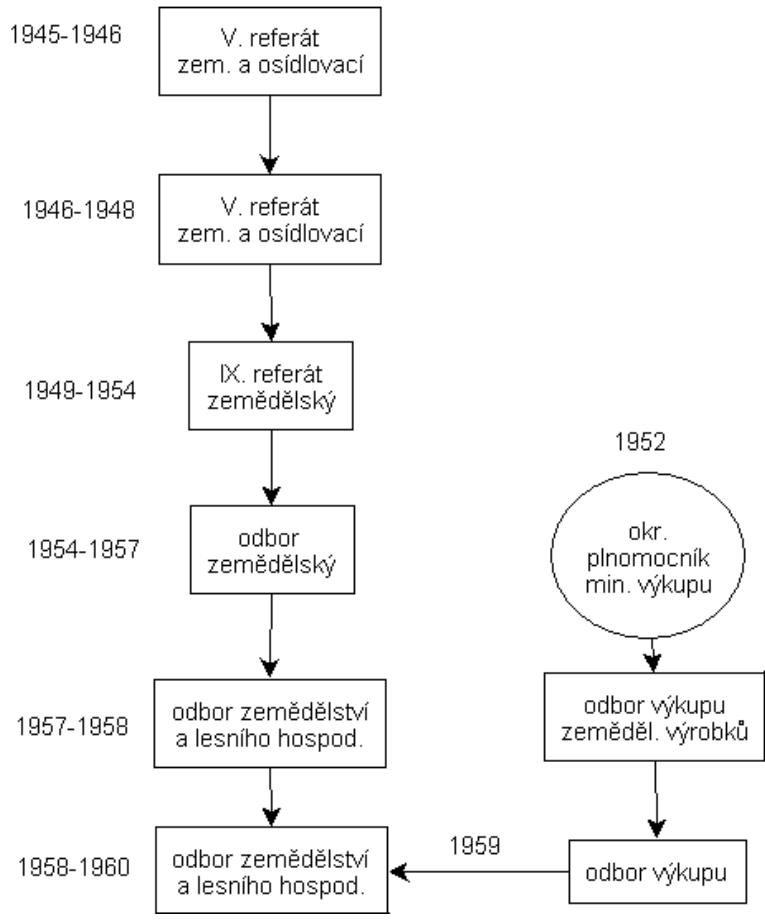 1945-1946
V. referát
zem. a osídlovací
1946-1948
V. referát
zem. a osídlovací
1949-1954
IX. referát
zemědělský
1952
1954-1957
odbor
zemědělský
okr.
plnomocník
min. výkupu
1957-1958
odbor zemědělství
a lesního hospod.
odbor výkupu
zeměděl. výrobků
1958-1960
odbor zemědělství
a lesního hospod.
1959
odbor výkupu